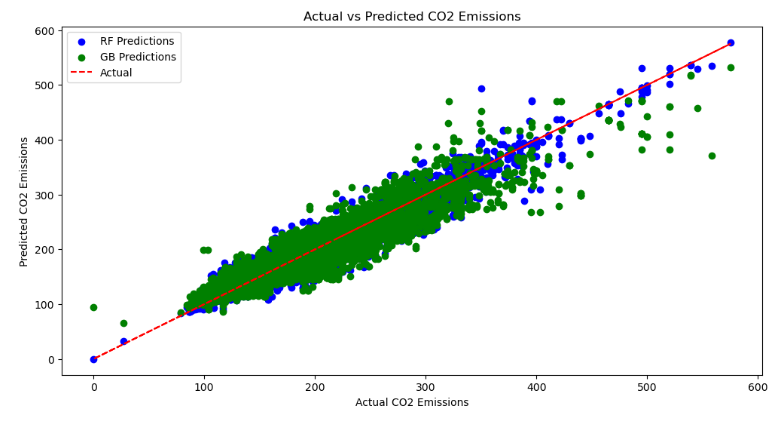 Actual vs Predicted CO2 Emissions
RF Predictions
GB Predictions
Actual
Predicted CO2 Emissions
600
500
400
300
200
100
0
0 100 200 300 400 500 600
Actual CO2 Emissions